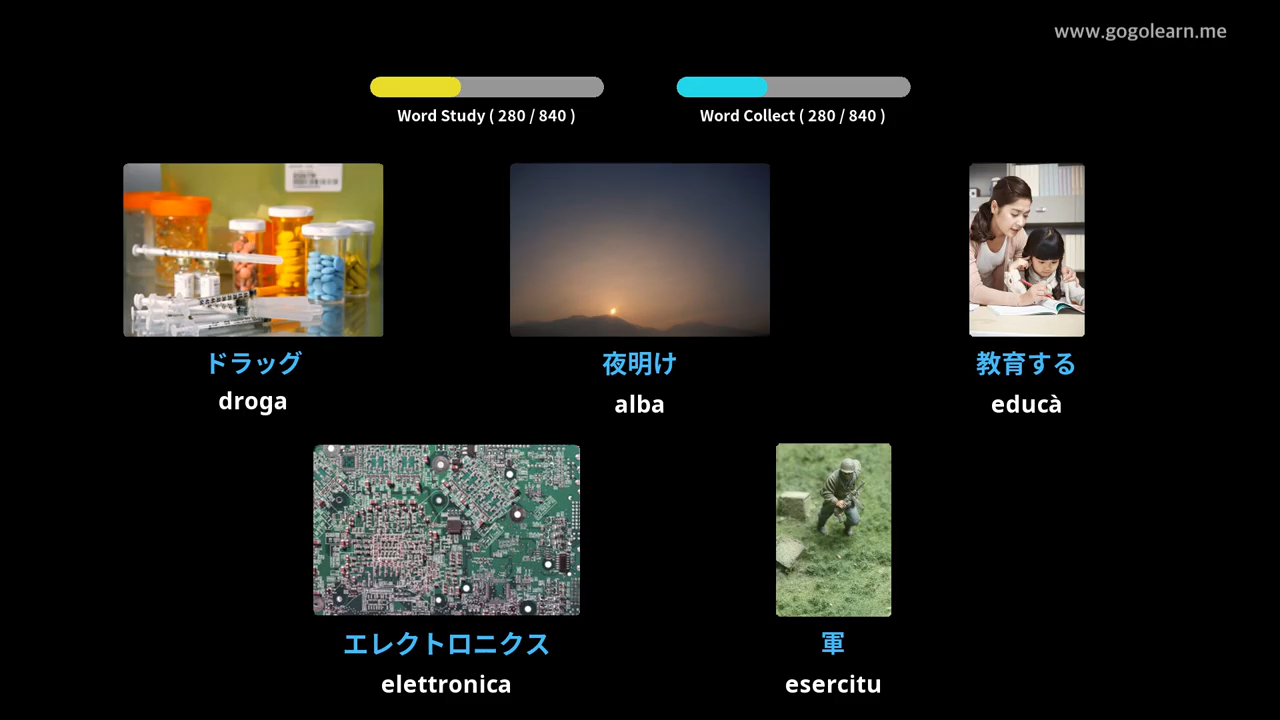 www.gogolearn.me
Word Study ( 280 / 840 )
Word Collect ( 280 / 840 )
ドラッグ
droga
夜明け
alba
教育する
educà
エレクトロニクス
elettronica
軍
esercitu